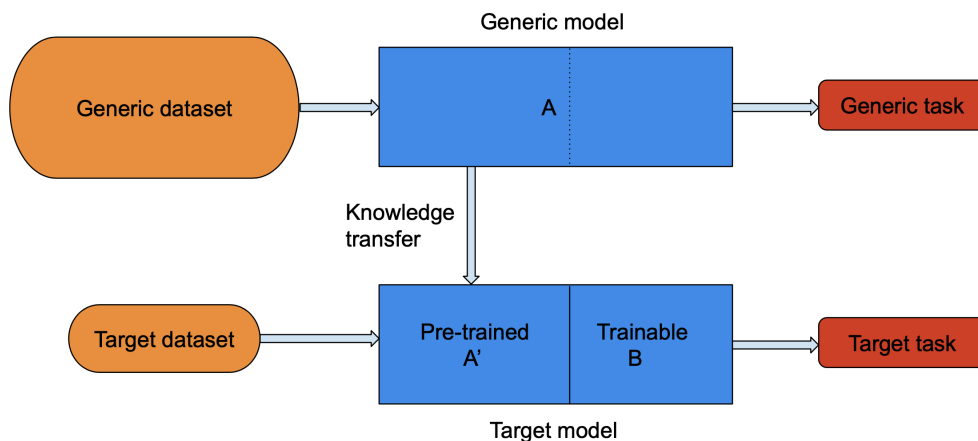 Generic model
Generic dataset
A
Generic task
Knowledge
transfer
Target dataset
Pre-trained
A’
Trainable
B
Target task
Target model